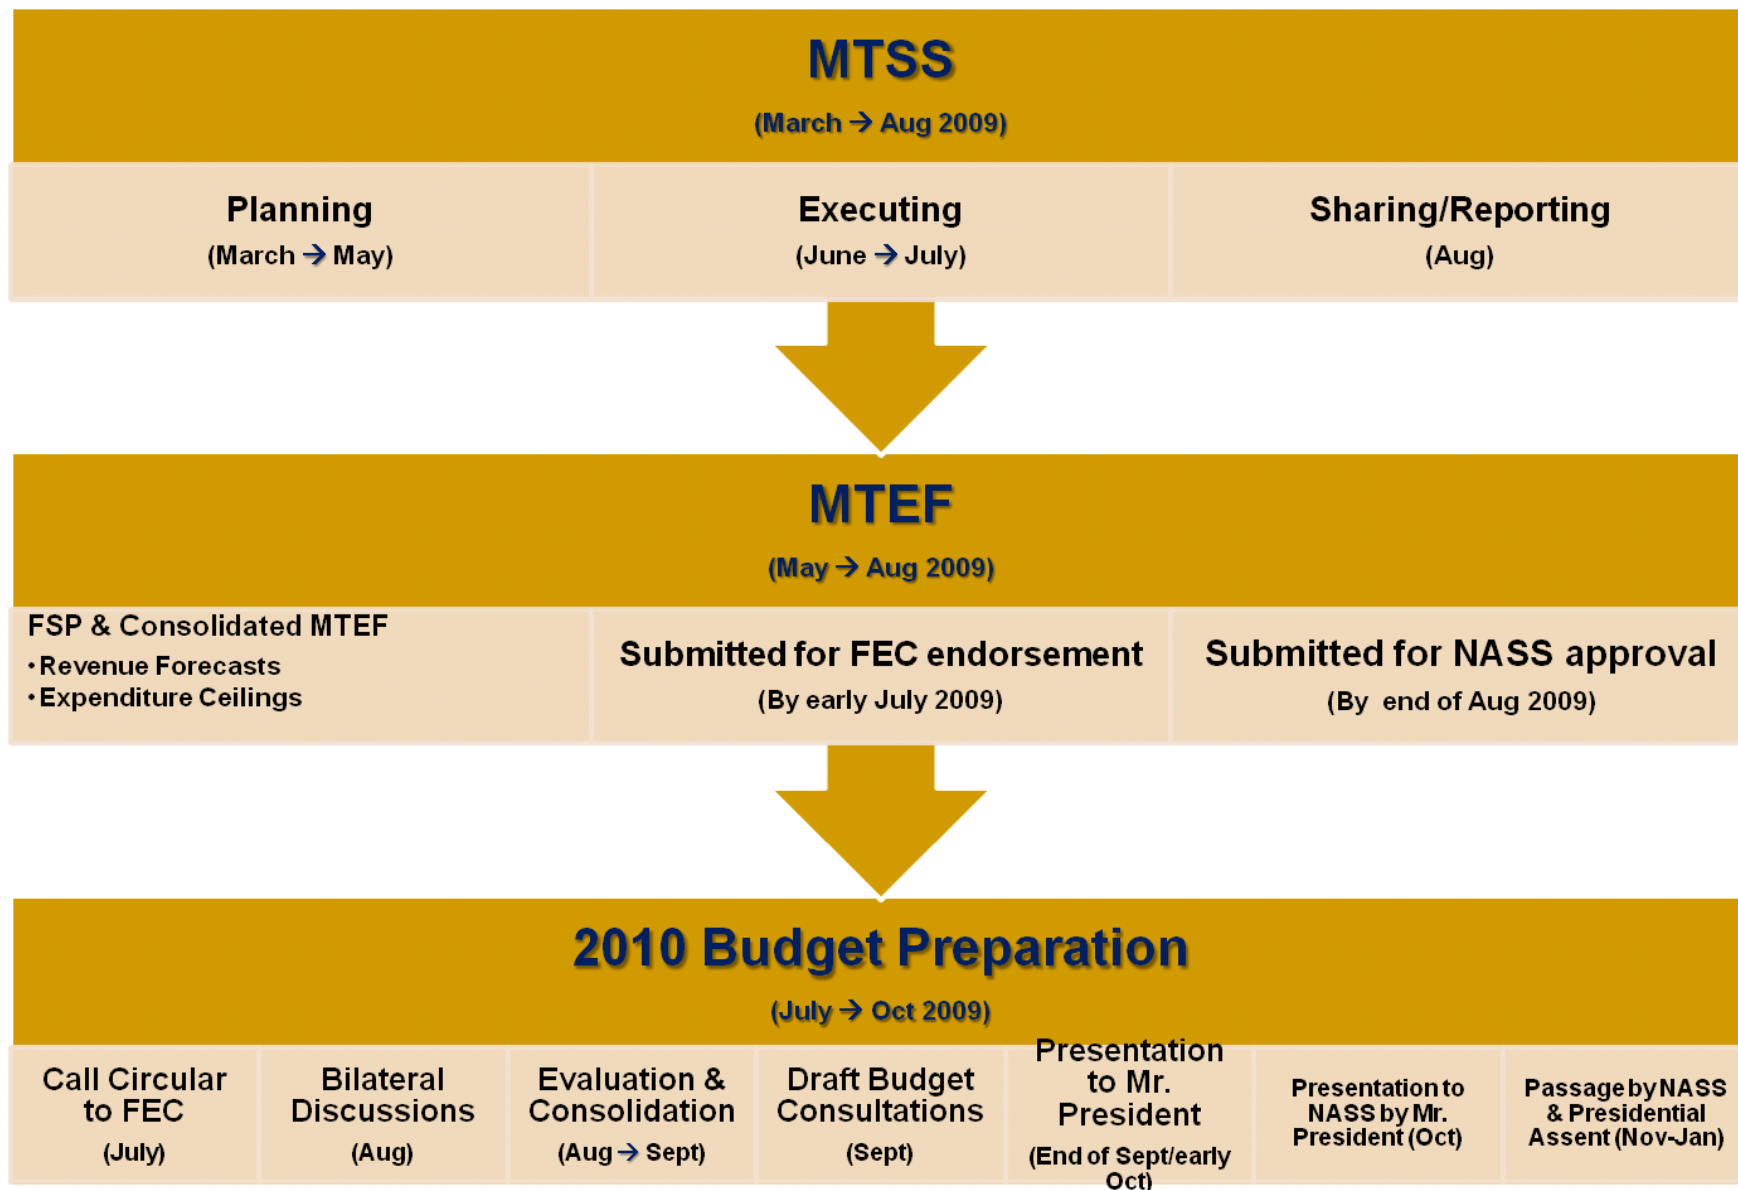 MTSS
(March → Aug 2009)
Planning
(March → May)
Executing
(June → July)
Sharing/Reporting
(Aug)
MTEF
(May → Aug 2009)
FSP & Consolidated MTEF
• Revenue Forecasts
• Expenditure Ceilings
Submitted for FEC endorsement
(By early July 2009)
Submitted for NASS approval
(By end of Aug 2009)
2010 Budget Preparation
(July → Oct 2009)
Call Circular
to FEC
(July)
Bilateral
Discussions
(Aug)
Evaluation &
Consolidation
(Aug → Sept)
Draft Budget
Consultations
(Sept)
Presentation
to Mr.
President
(End of Sept/early
Oct)
Presentation to
NASS by Mr.
President (Oct)
Passage by NASS
& Presidential
Assent (Nov-Jan)